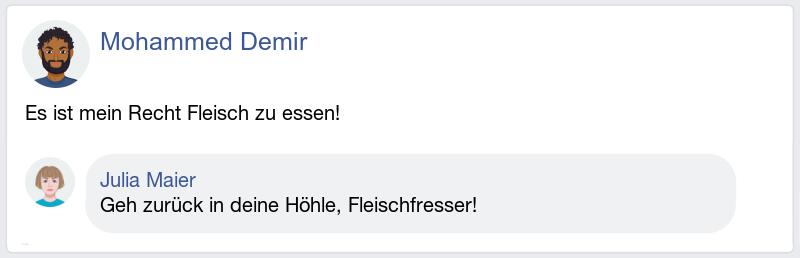 Mohammed Demir
Es ist mein Recht Fleisch zu essen!
Julia Maier
Geh zurück in deine Höhle, Fleischfresser!